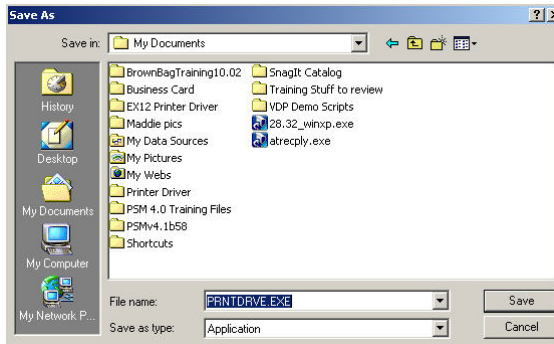 Save As
Save in: My Documents
History
Desktop
My Documents
My Computer
My Network P...
BrownBagTraining10.02
Business Card
EX12 Printer Driver
Maddie pics
My Data Sources
My Pictures
My Webs
Printer Driver
PSM 4.0 Training Files
PSMv4.1b58
Shortcuts
SnagIt Catalog
Training Stuff to review
VDP Demo Scripts
28.32_winxp.exe
atrecply.exe
File name: PRNTDRVE.EXE Save
Save as type: Application Cancel